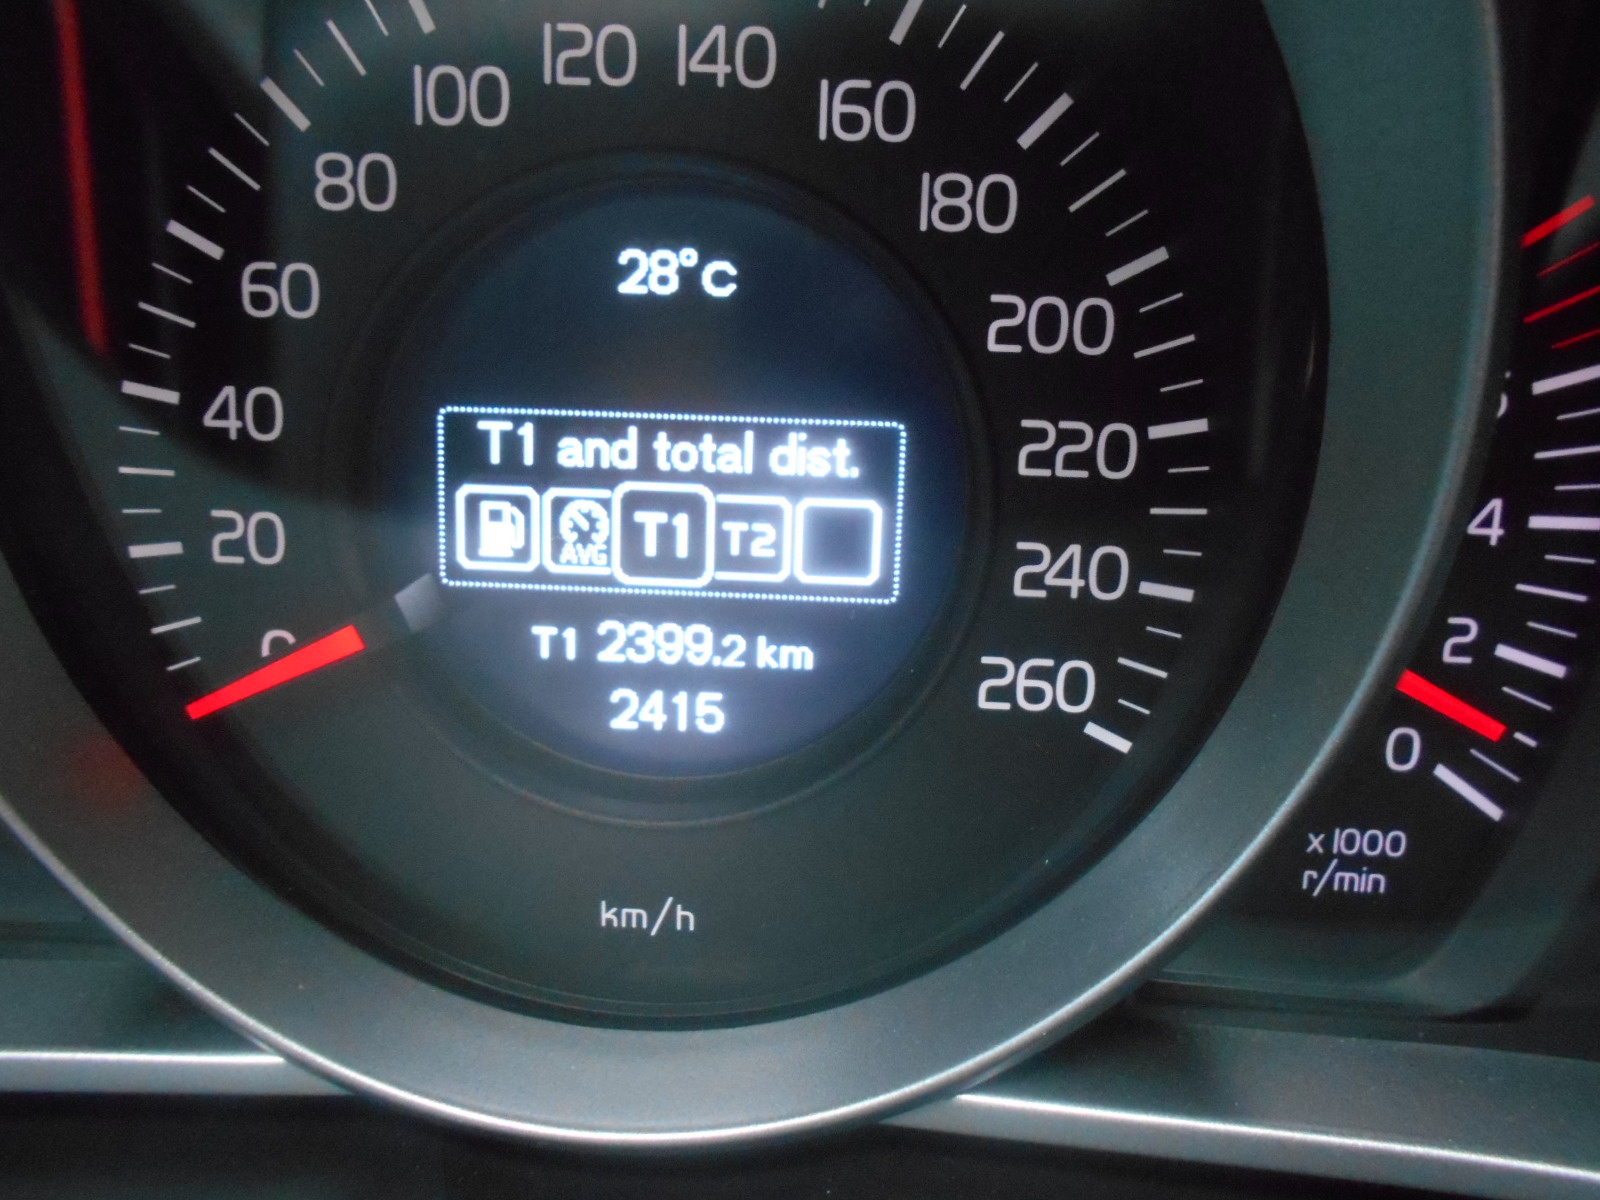 120 140
100 160
80 180
60 200
40 220
20 240
0 260
28°C
T1 and total dist.
AVG T1 T2
T1 2399.2 km
2415
km/h
4
2
0
x1000
r/min